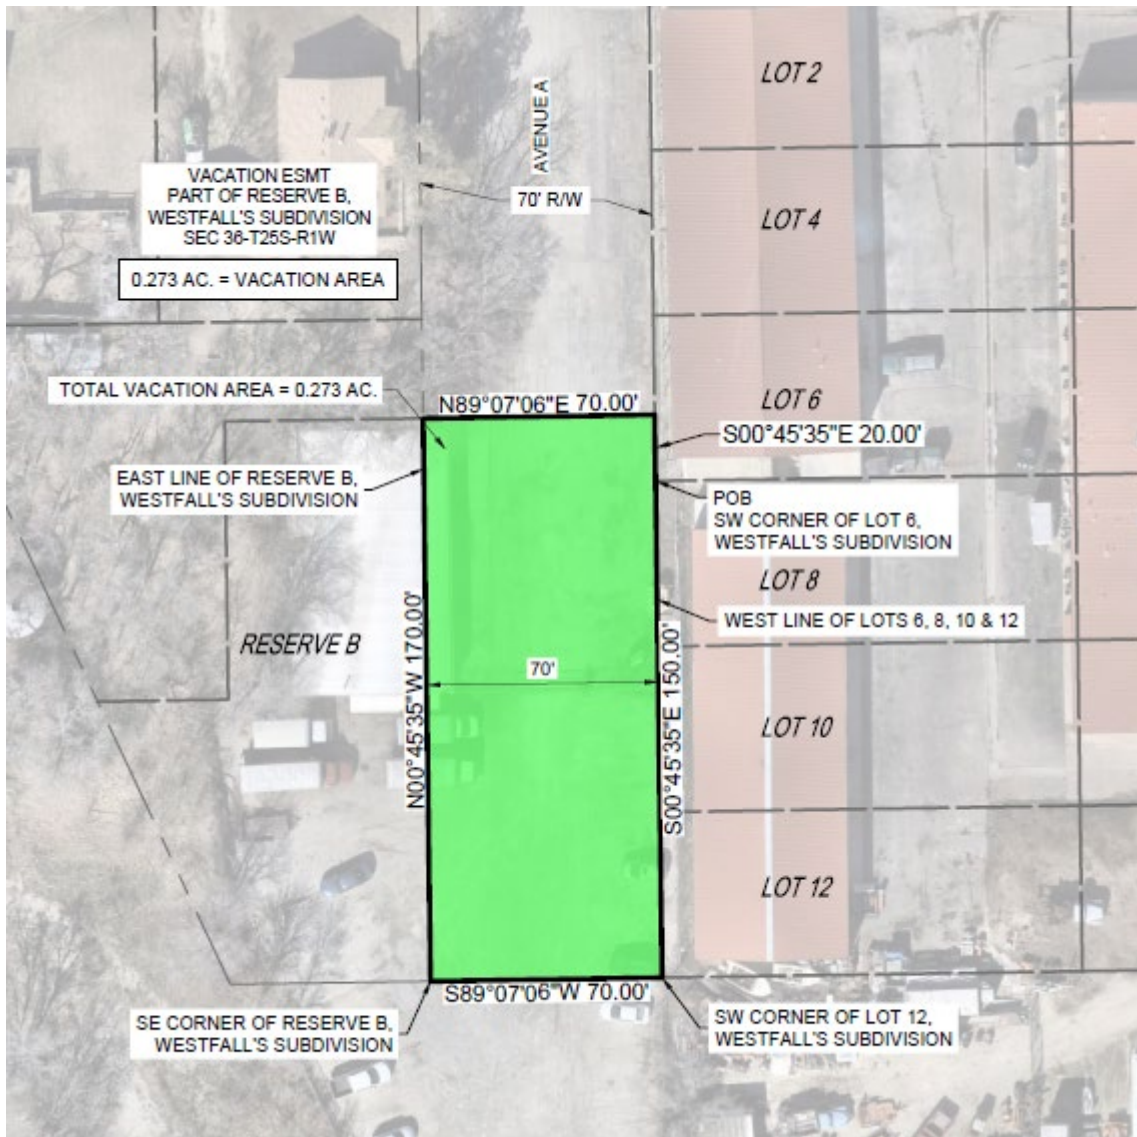 LOT 2
AVENUE A
VACATION ESMT
PART OF RESERVE B,
WESTFALL'S SUBDIVISION
SEC 36-T25S-R1W
70' R/W
LOT 4
0.273 AC. = VACATION AREA
TOTAL VACATION AREA = 0.273 AC.
N89°07'06"E 70.00'
LOT 6
S00°45'35"E 20.00'
EAST LINE OF RESERVE B,
WESTFALL'S SUBDIVISION
POB
SW CORNER OF LOT 6,
WESTFALL'S SUBDIVISION
LOT 8
WEST LINE OF LOTS 6, 8, 10 & 12
RESERVE B
N00°45'35"W 170.00'
70'
S00°45'35"E 150.00'
LOT 10
LOT 12
S89°07'06"W 70.00'
SE CORNER OF RESERVE B,
WESTFALL'S SUBDIVISION
SW CORNER OF LOT 12,
WESTFALL'S SUBDIVISION